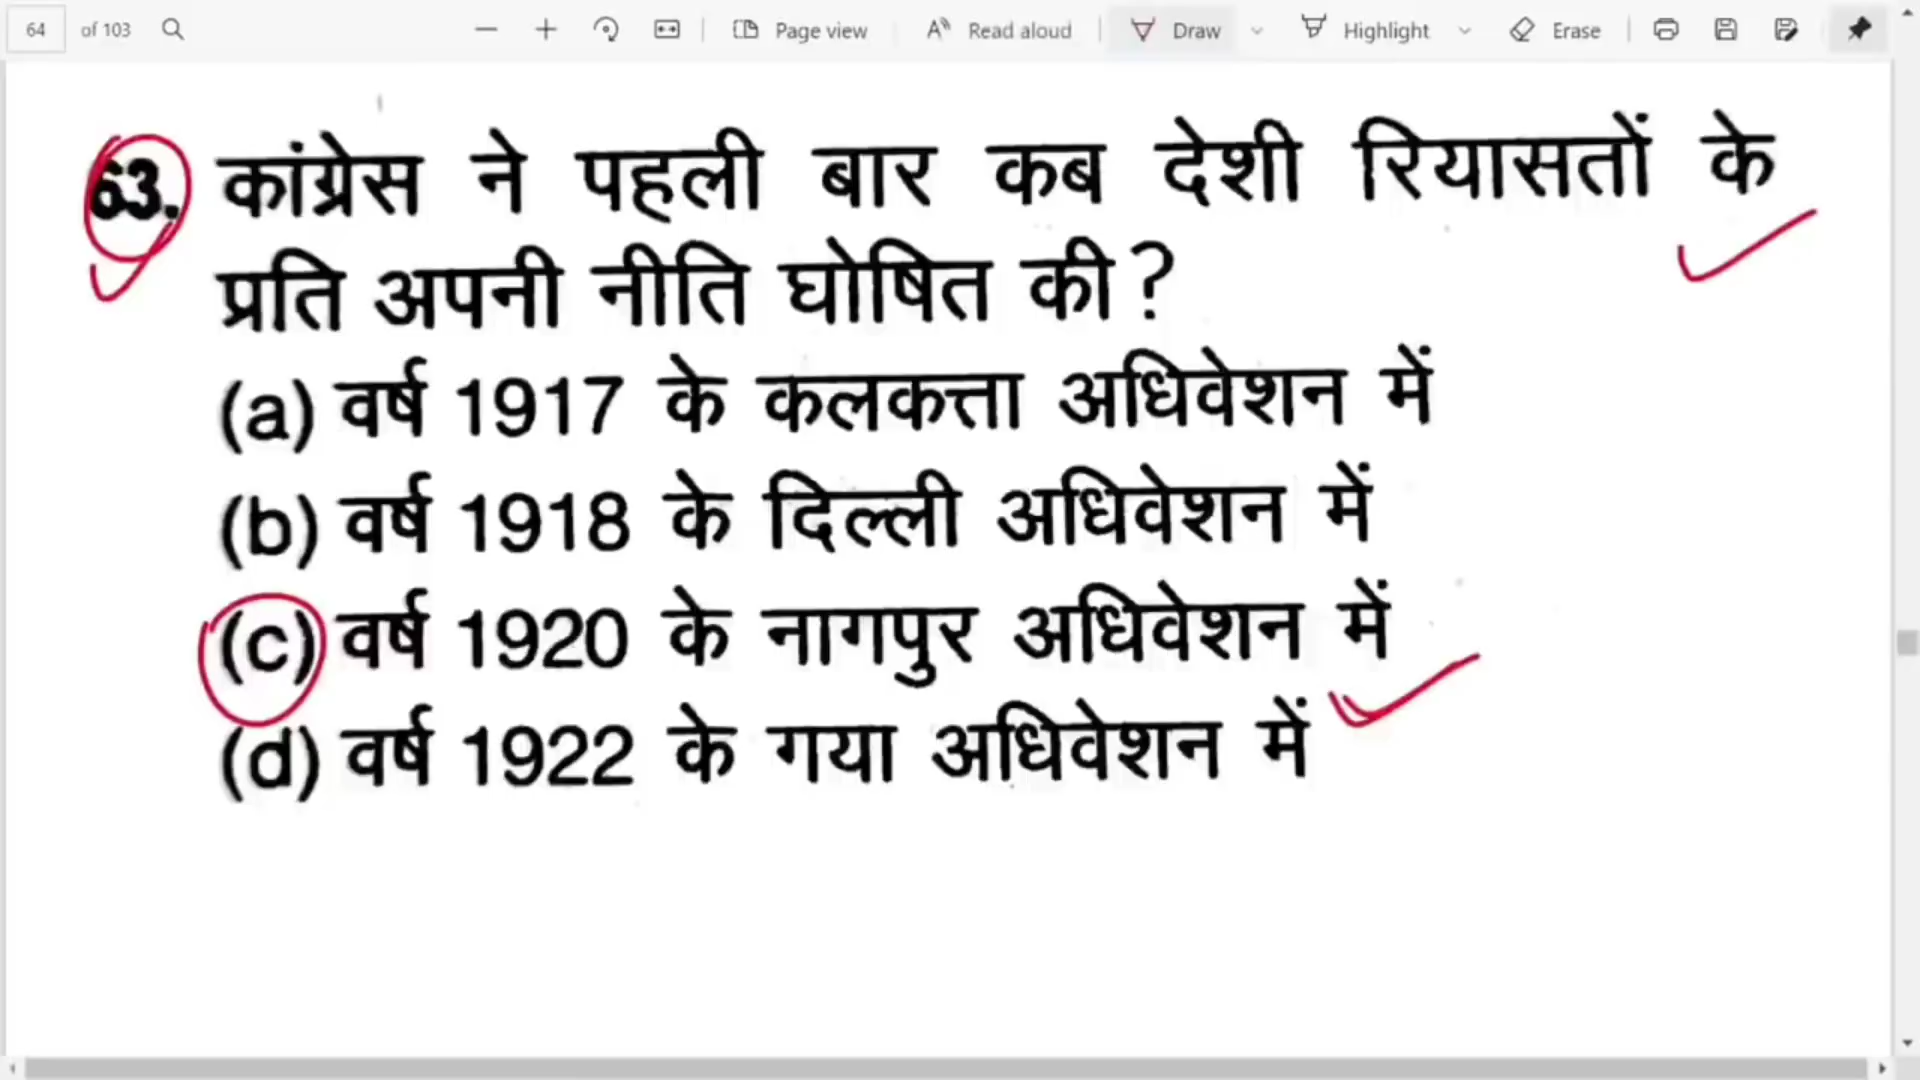 64 of 103 Page view Read aloud Draw Highlight Erase
63. कांग्रेस ने पहली बार कब देशी रियासतों के
प्रति अपनी नीति घोषित की?
(a) वर्ष 1917 के कलकत्ता अधिवेशन में
(b) वर्ष 1918 के दिल्ली अधिवेशन में
(c) वर्ष 1920 के नागपुर अधिवेशन में
(d) वर्ष 1922 के गया अधिवेशन में